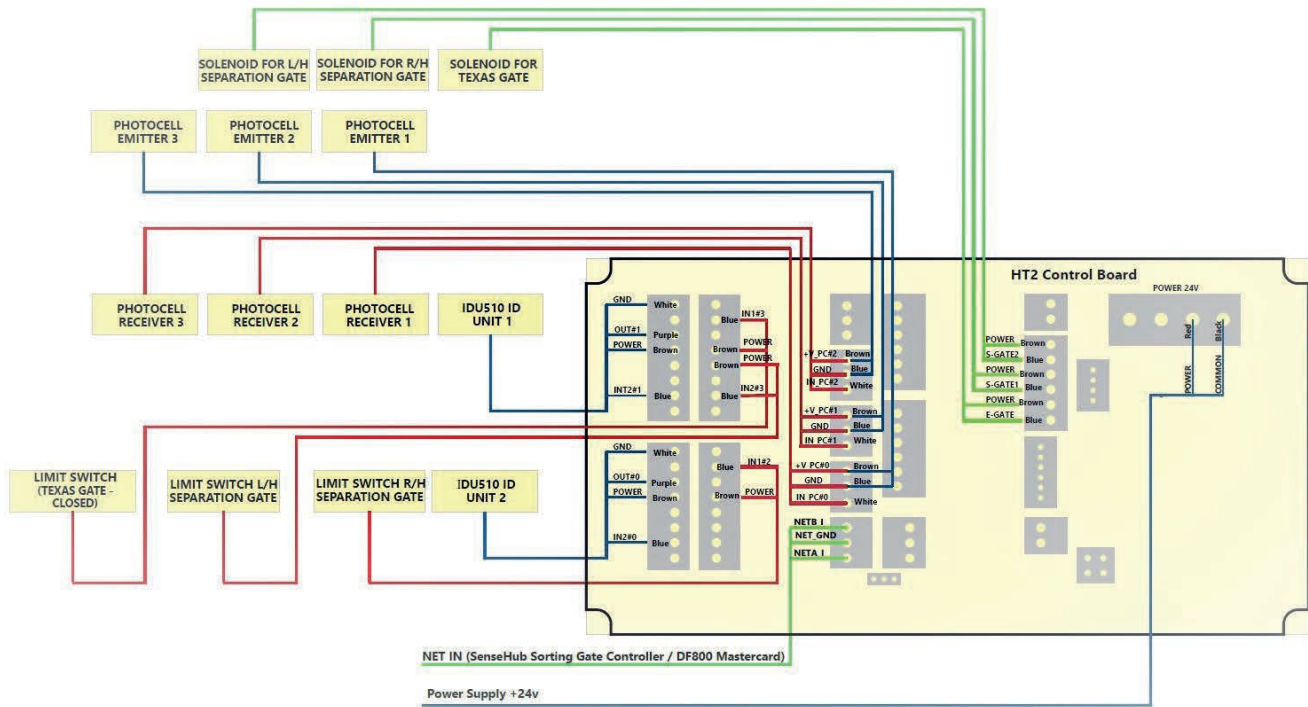 SOLENOID FOR L/H
SEPARATION GATE
SOLENOID FOR R/H
SEPARATION GATE
SOLENOID FOR
TEXAS GATE
PHOTOCELL
EMITTER 3
PHOTOCELL
EMITTER 2
PHOTOCELL
EMITTER 1
PHOTOCELL
RECEIVER 3
PHOTOCELL
RECEIVER 2
PHOTOCELL
RECEIVER 1
IDU510 ID
UNIT 1
LIMIT SWITCH
(TEXAS GATE -
CLOSED)
LIMIT SWITCH L/H
SEPARATION GATE
LIMIT SWITCH R/H
SEPARATION GATE
IDU510 ID
UNIT 2
HT2 Control Board
GND
White
OUT#1
Purple
POWER
Brown
INT2#1
Blue
IN1#3
Blue
POWER
Brown
POWER
Brown
IN2#3
Blue
GND
White
OUT#0
Purple
POWER
Brown
IN2#0
Blue
IN1#2
Blue
POWER
Brown
+V_PC#2
Brown
GND
Blue
IN_PC#2
White
+V_PC#1
Brown
GND
Blue
IN PC#1
White
+V_PC#0
Brown
GND
Blue
IN_PC#0
White
NETB I
NET_GND
NETA I
POWER
Brown
S-GATE2
Blue
POWER
Brown
S-GATE1
Blue
POWER
Brown
E-GATE
Blue
POWER 24V
Red
Black
POWER
COMMON
NET IN (SenseHub Sorting Gate Controller / DF800 Mastercard)
Power Supply +24v